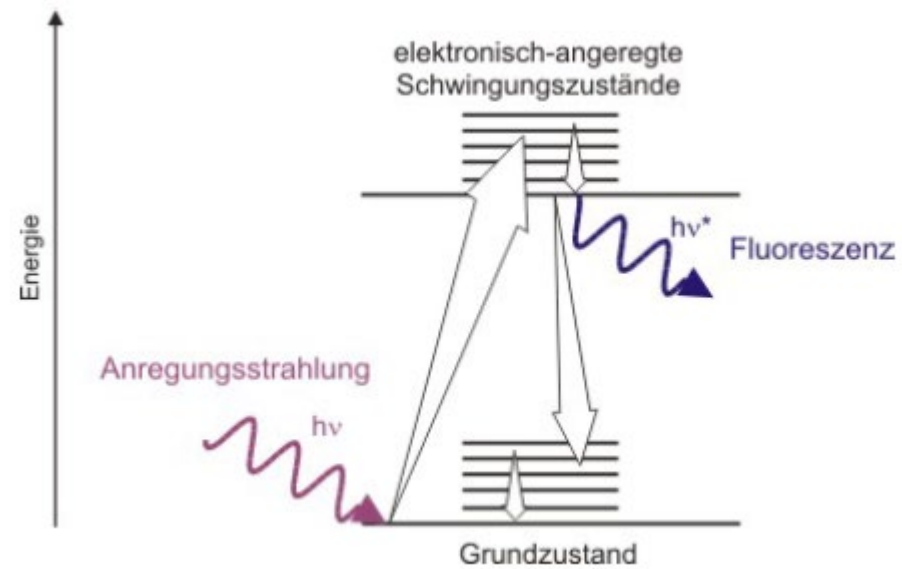 elektronisch-angeregte
Schwingungszustände
Energie
hν*
Fluoreszenz
Anregungsstrahlung
hν
Grundzustand